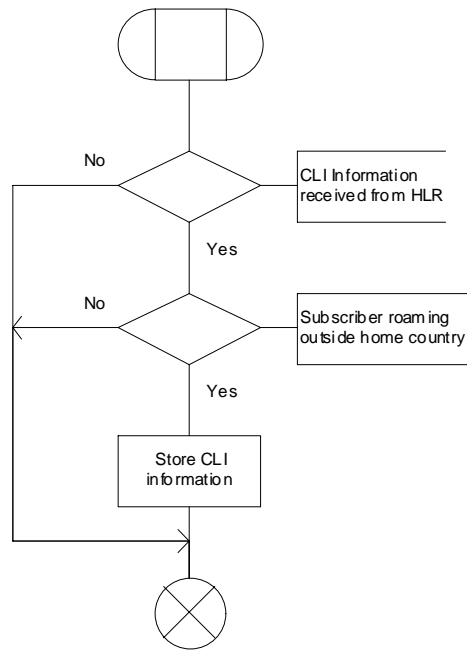 No
CLI Information
received from HLR
Yes
No
Subscriber roaming
outside home country
Yes
Store CLI
information